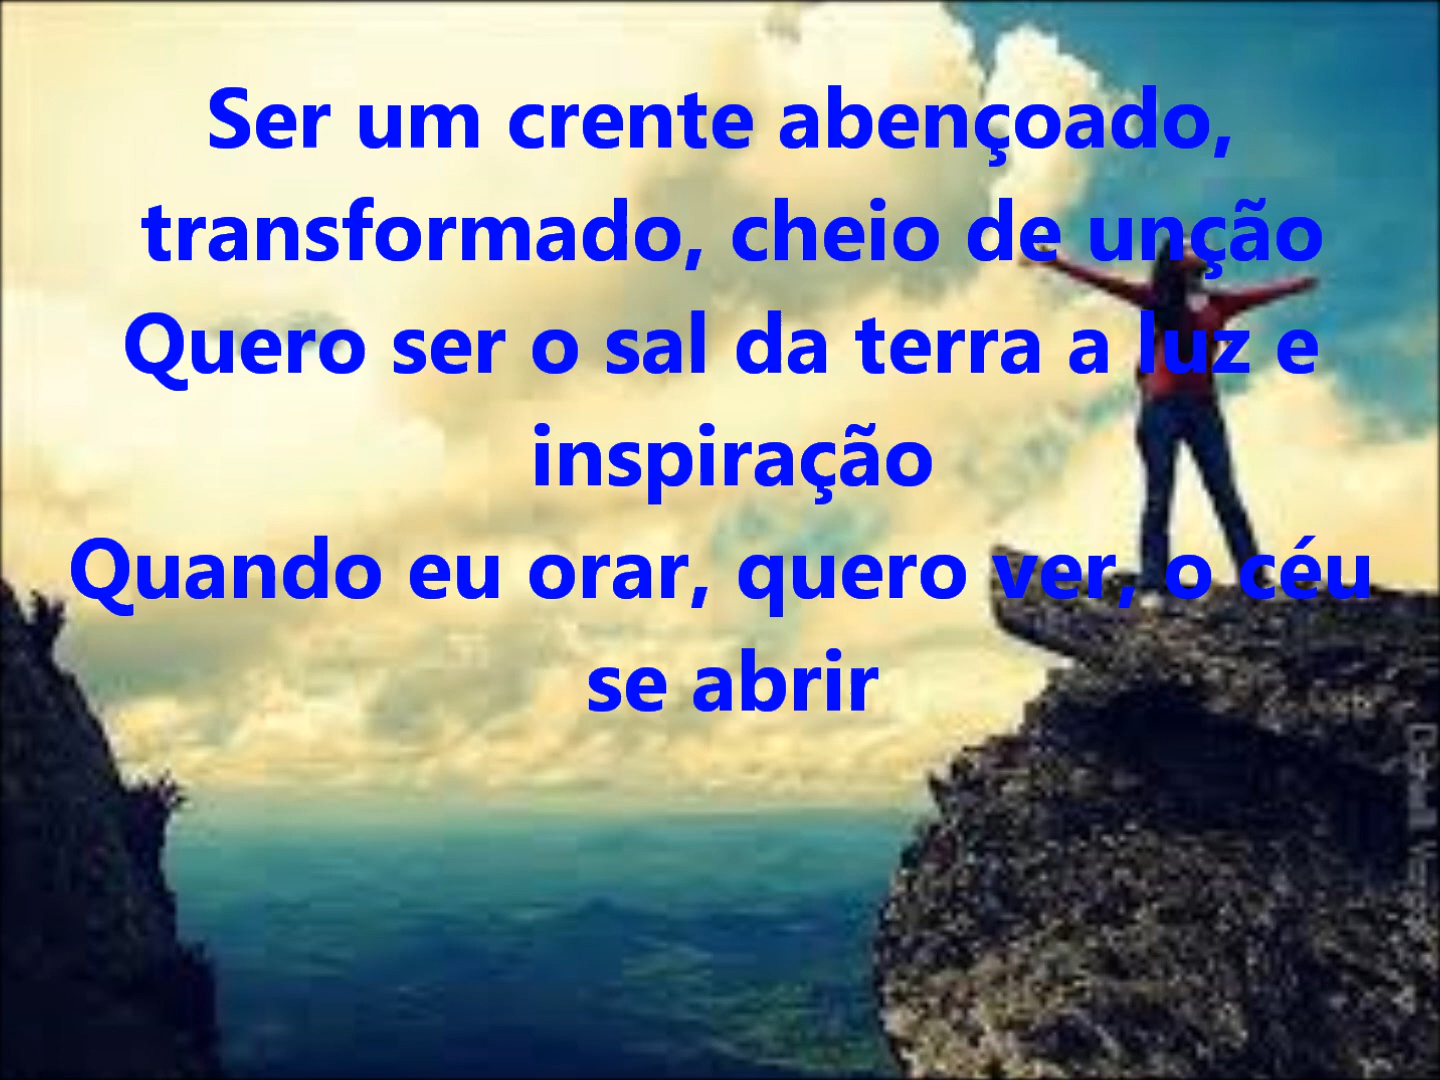 Ser um crente abençoado,
transformado, cheio de unção
Quero ser o sal da terra a luz e
inspiração
Quando eu orar, quero ver, o céu
se abrir